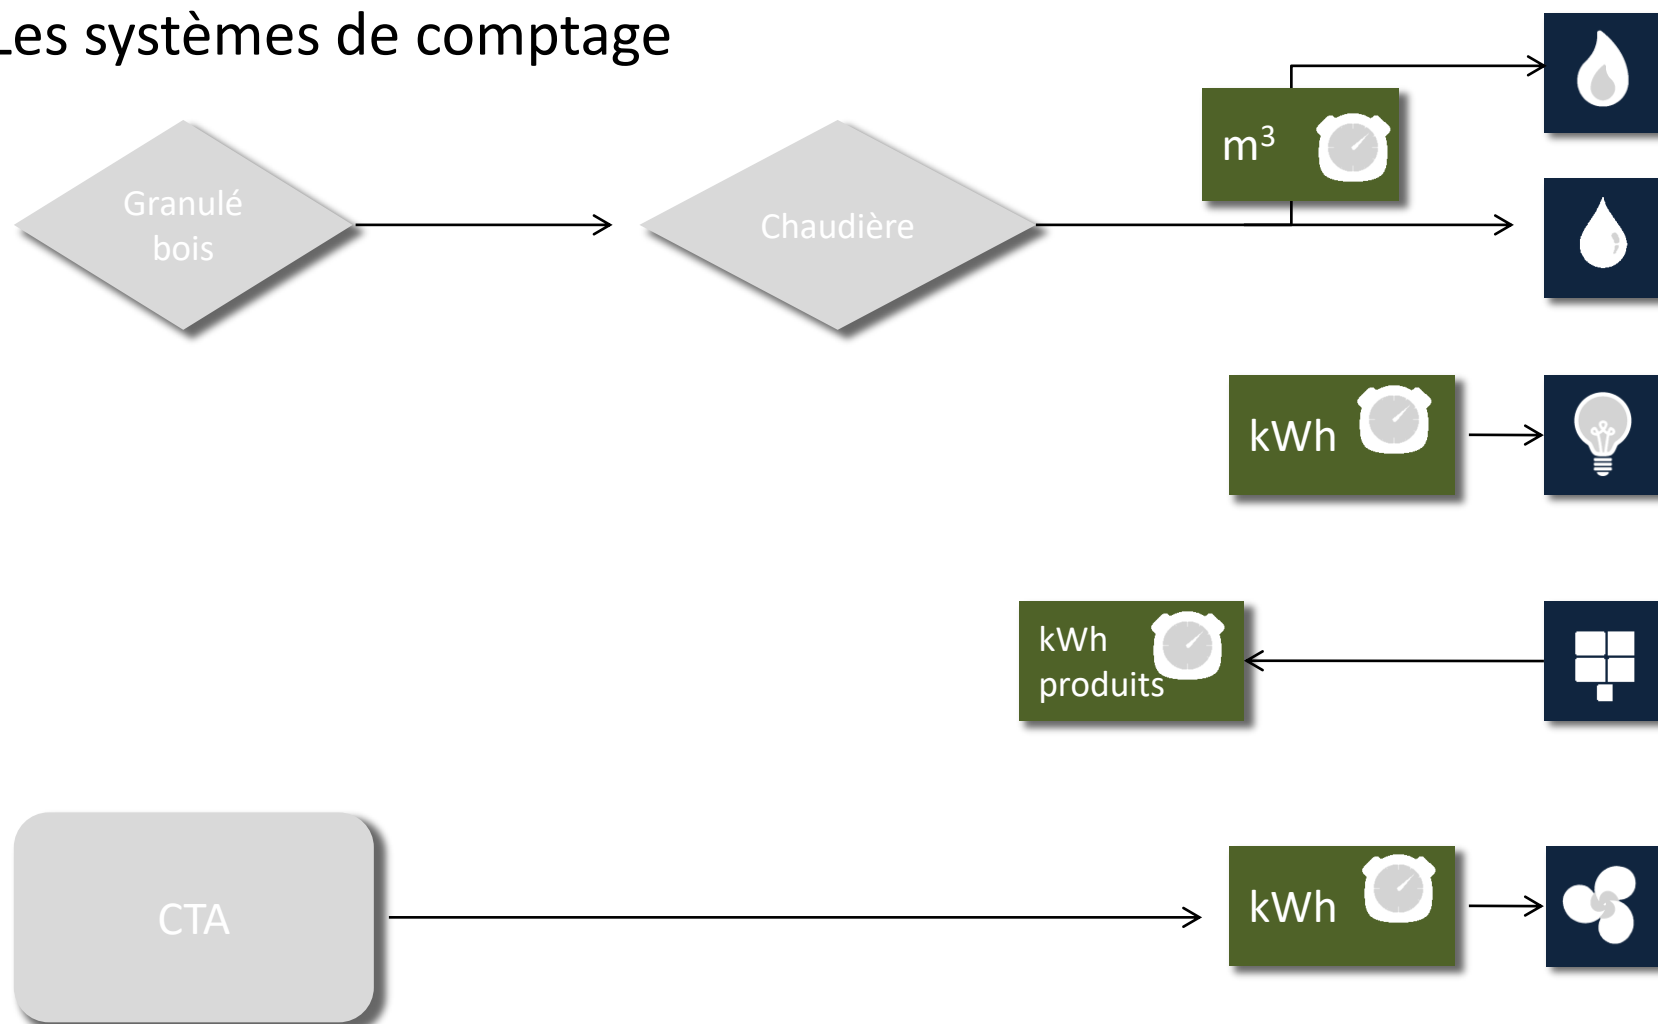 Les systèmes de comptage
m³
Granulé
bois
Chaudière
kWh
kWh
produits
CTA
kWh